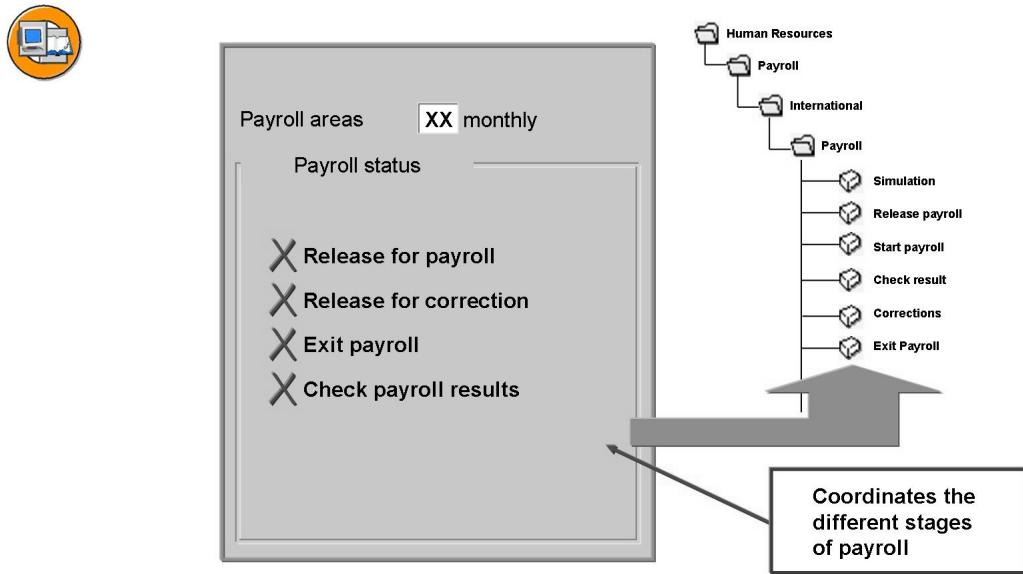 Payroll areas XX monthly
Payroll status
Release for payroll
Release for correction
Exit payroll
Check payroll results
Human Resources
Payroll
International
Payroll
Simulation
Release payroll
Start payroll
Check result
Corrections
Exit Payroll
Coordinates the
different stages
of payroll